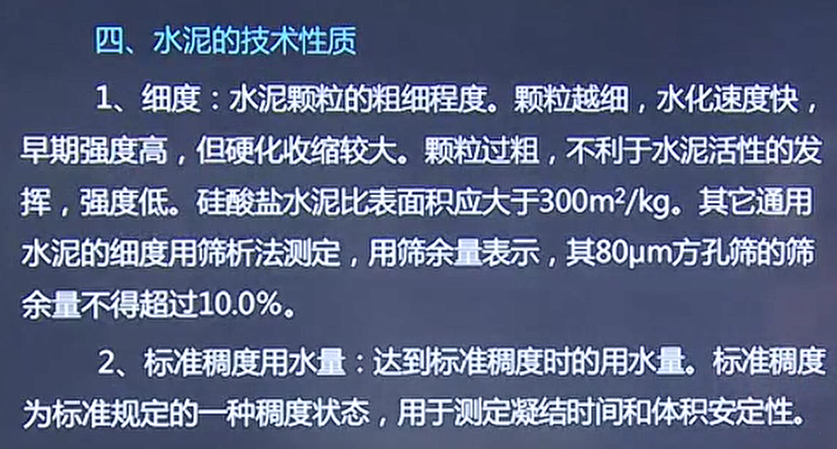 四、水泥的技术性质
1、细度：水泥颗粒的粗细程度。颗粒越细，水化速度快，
早期强度高，但硬化收缩较大。颗粒过粗，不利于水泥活性的发
挥，强度低。硅酸盐水泥比表面积应大于300m²/kg。其它通用
水泥的细度用筛析法测定，用筛余量表示，其80μm方孔筛的筛
余量不得超过10.0%。
2、标准稠度用水量：达到标准稠度时的用水量。标准稠度
为标准规定的一种稠度状态，用于测定凝结时间和体积安定性。